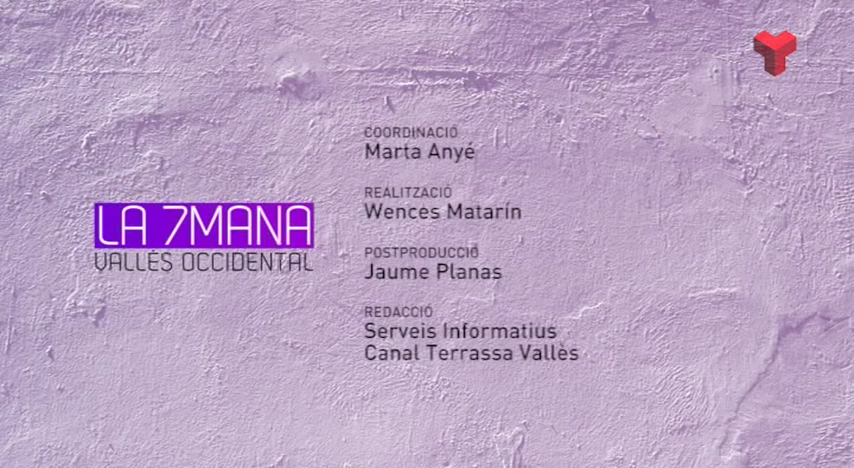 LA 7MANA
VALLÈS OCCIDENTAL
COORDINACIÓ
Marta Anyé
REALITZACIÓ
Wences Matarín
POSTPRODUCCIÓ
Jaume Planas
REDACCIÓ
Serveis Informatius
Canal Terrassa Vallès